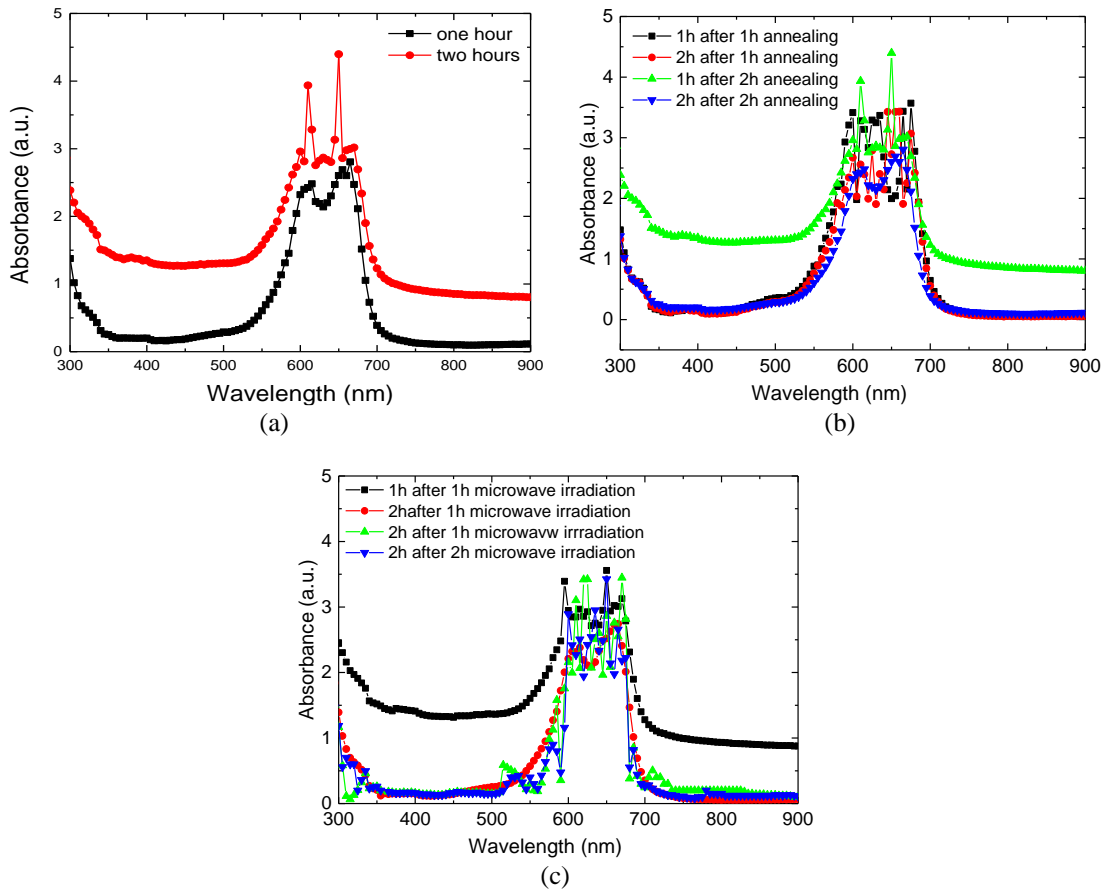 one hour
two hours
5
4
3
2
1
0
Absorbance (a.u.)
300 400 500 600 700 800 900
Wavelength (nm)
(a)
1h after 1h annealing
2h after 1h annealing
1h after 2h aneealing
2h after 2h annealing
5
4
3
2
1
0
Absorbance (a.u.)
300 400 500 600 700 800 900
Wavelength (nm)
(b)
1h after 1h microwave irradiation
2hafter 1h microwave irradiation
2h after 1h microwavw irrradiation
2h after 2h microwave irradiation
5
4
3
2
1
0
Absorbance (a.u.)
300 400 500 600 700 800 900
Wavelength (nm)
(c)